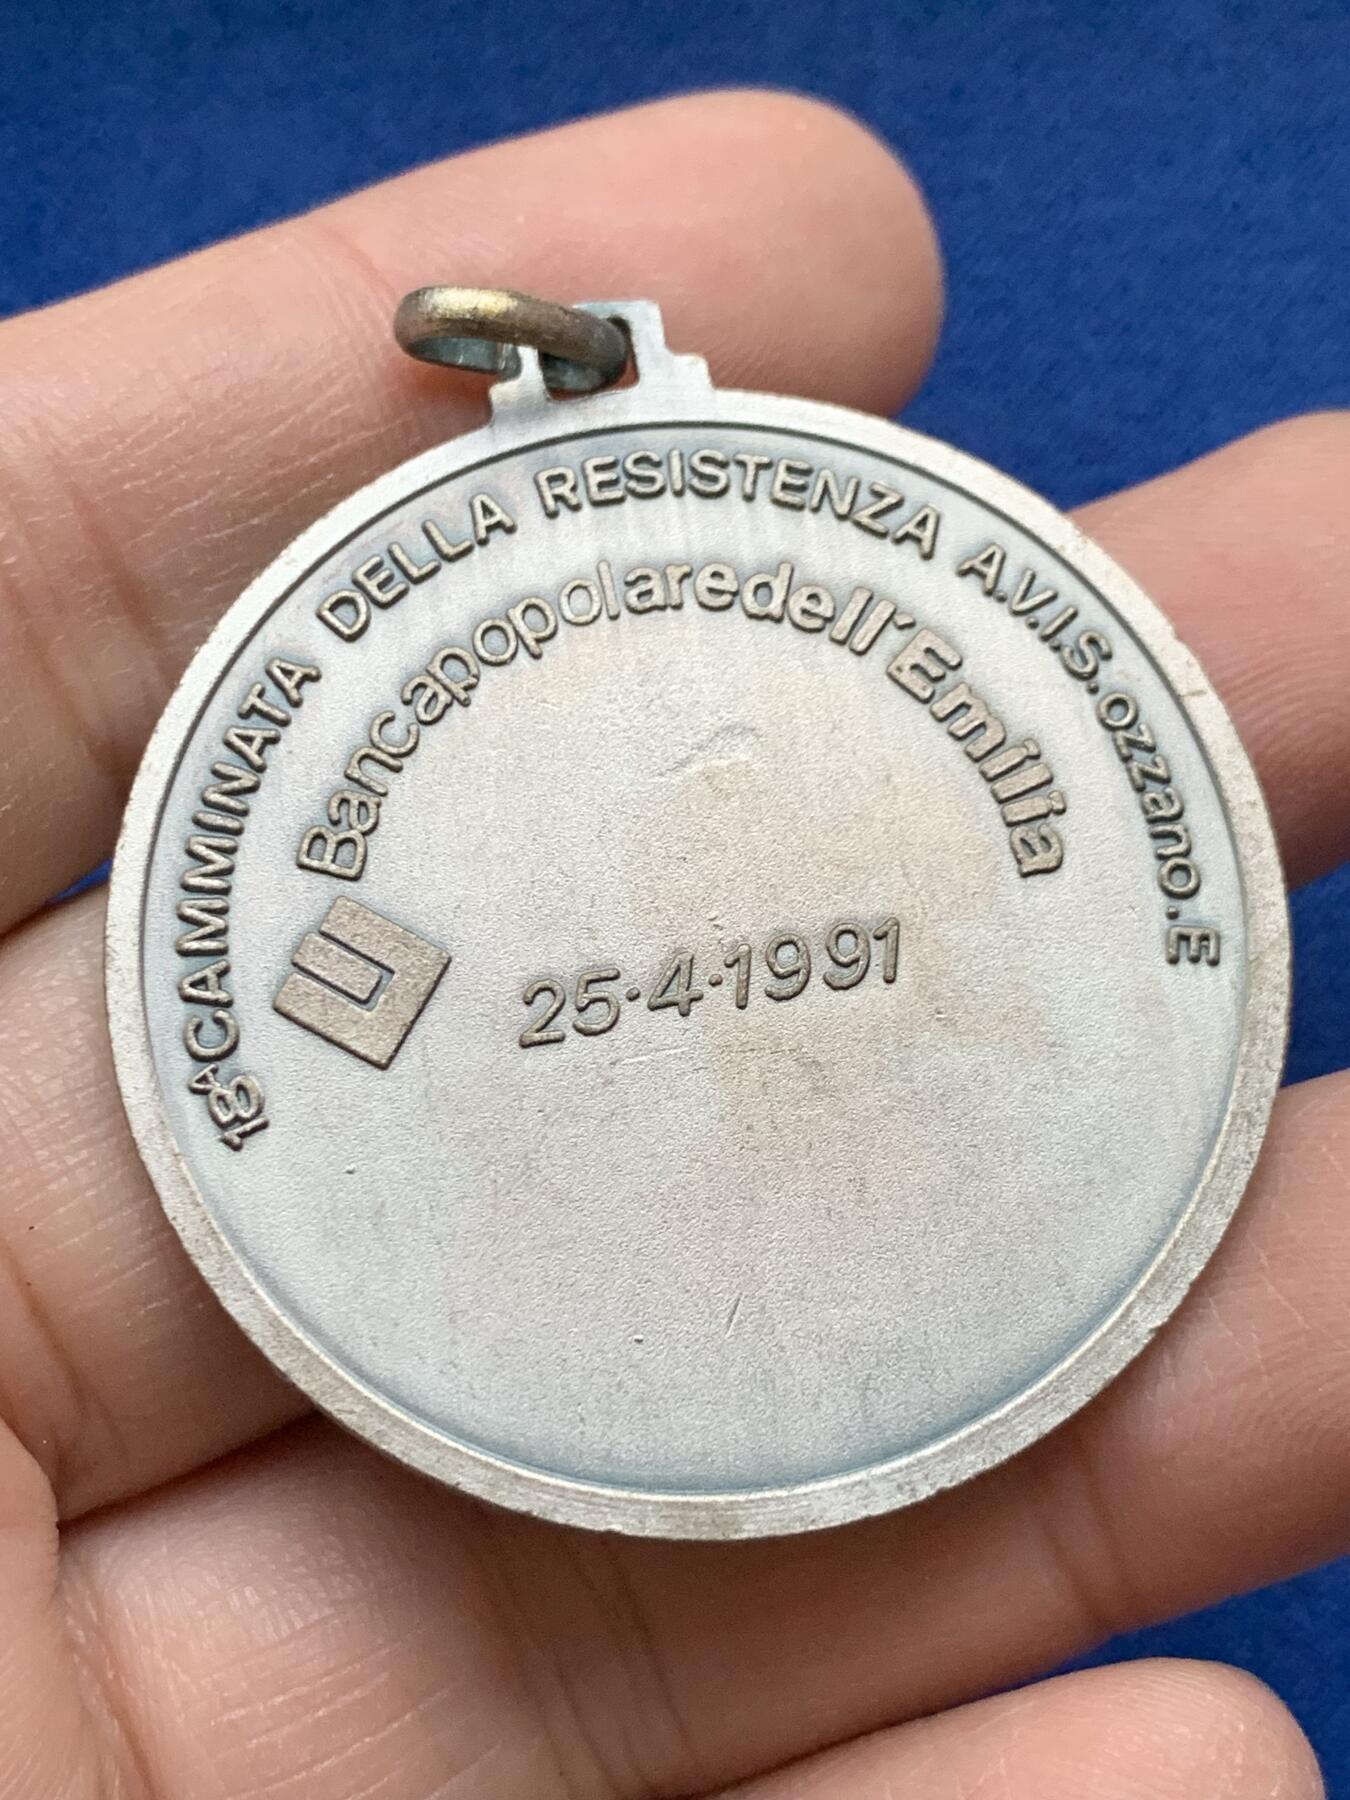 18ᴬ CAMMINATA DELLA RESISTENZA A.V.I.S. ozzano. E
Bancapopolaredell'Emilia
25·4·1991